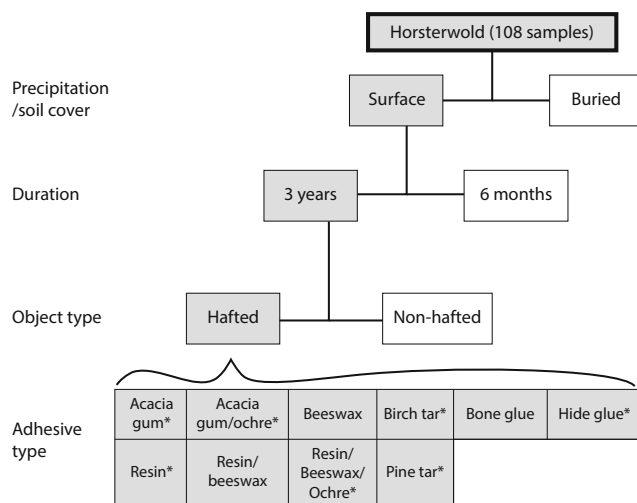 Horsterwold (108 samples)
Precipitation
/soil cover
Surface
Buried
Duration
3 years
6 months
Object type
Hafted
Non-hafted
Adhesive
type
Acacia
gum*
Acacia
gum/ochre*
Beeswax
Birch tar*
Bone glue
Hide glue*
Resin*
Resin/
beeswax
Resin/
Beeswax/
Ochre*
Pine tar*